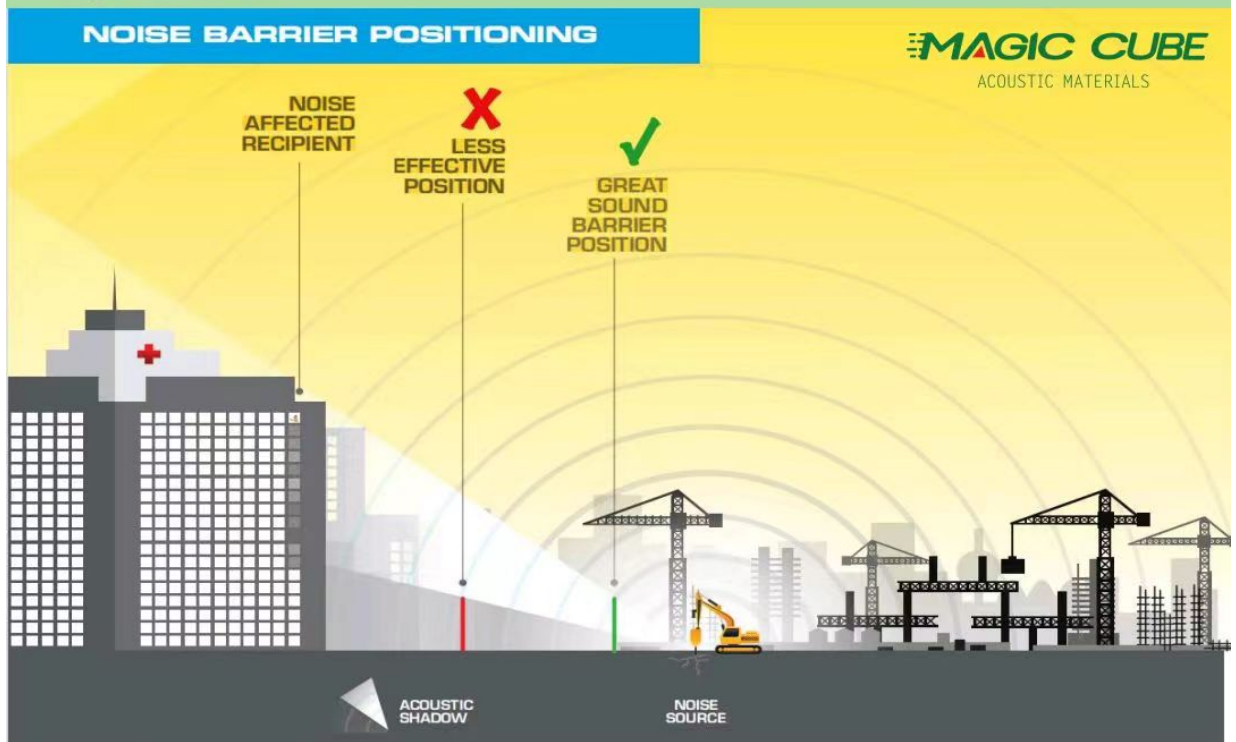 NOISE BARRIER POSITIONING
MAGIC CUBE
ACOUSTIC MATERIALS
NOISE
AFFECTED
RECIPIENT
X
LESS
EFFECTIVE
POSITION
GREAT
SOUND
BARRIER
POSITION
ACOUSTIC
SHADOW
NOISE
SOURCE